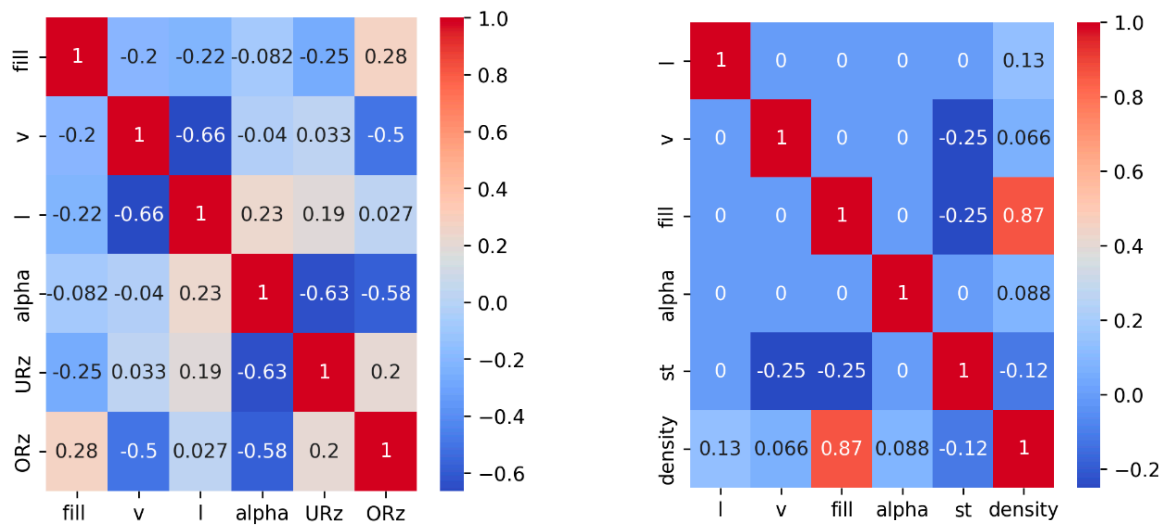 fill 1 -0.2 -0.22 -0.082 -0.25 0.28
v -0.2 1 -0.66 -0.04 0.033 -0.5
l -0.22 -0.66 1 0.23 0.19 0.027
alpha -0.082 -0.04 0.23 1 -0.63 -0.58
URz -0.25 0.033 0.19 -0.63 1 0.2
ORz 0.28 -0.5 0.027 -0.58 0.2 1
fill v l alpha URz ORz
1.0
0.8
0.6
0.4
0.2
0.0
−0.2
−0.4
−0.6
l 1 0 0 0 0 0.13
v 0 1 0 0 -0.25 0.066
fill 0 0 1 0 -0.25 0.87
alpha 0 0 0 1 0 0.088
st 0 -0.25 -0.25 0 1 -0.12
density 0.13 0.066 0.87 0.088 -0.12 1
l v fill alpha st density
1.0
0.8
0.6
0.4
0.2
0.0
−0.2